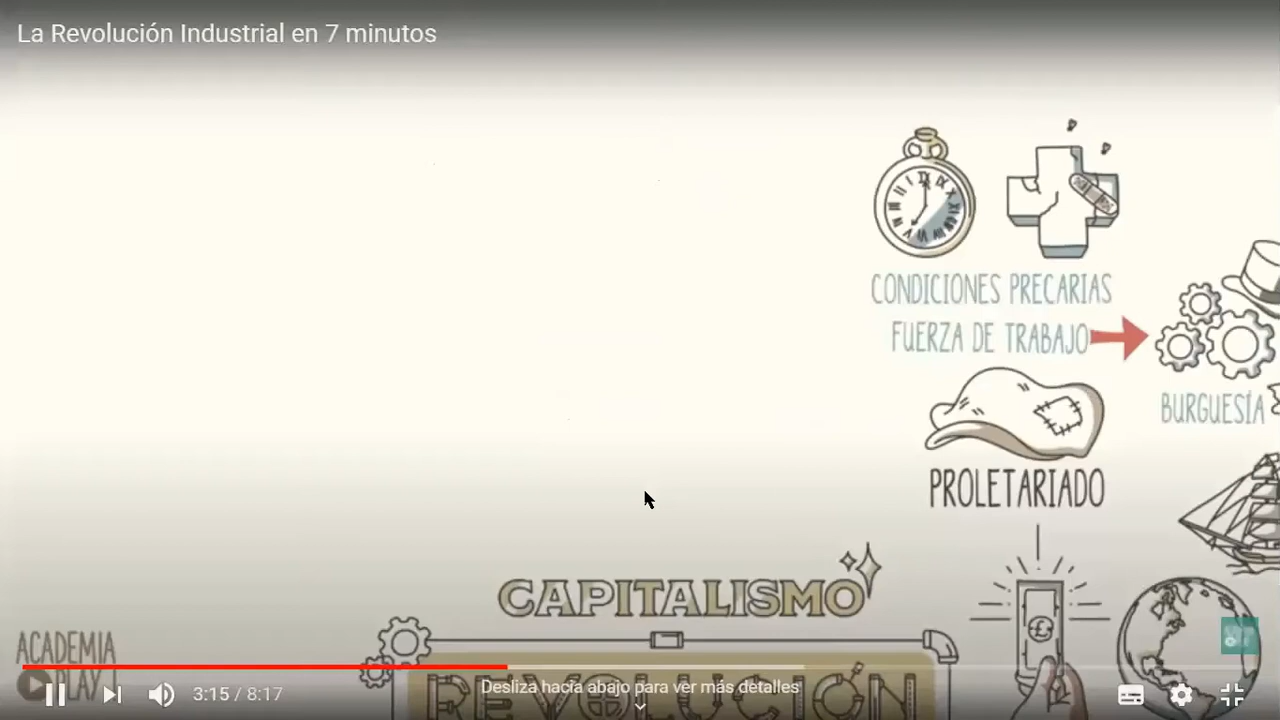 La Revolución Industrial en 7 minutos
CONDICIONES PRECARIAS
FUERZA DE TRABAJO
BURGUESÍA
PROLETARIADO
£
CAPITALISMO
ACADEMIA
PLAY
REVOLUCIÓN
3:15 / 8:17
Desliza hacia abajo para ver más detalles